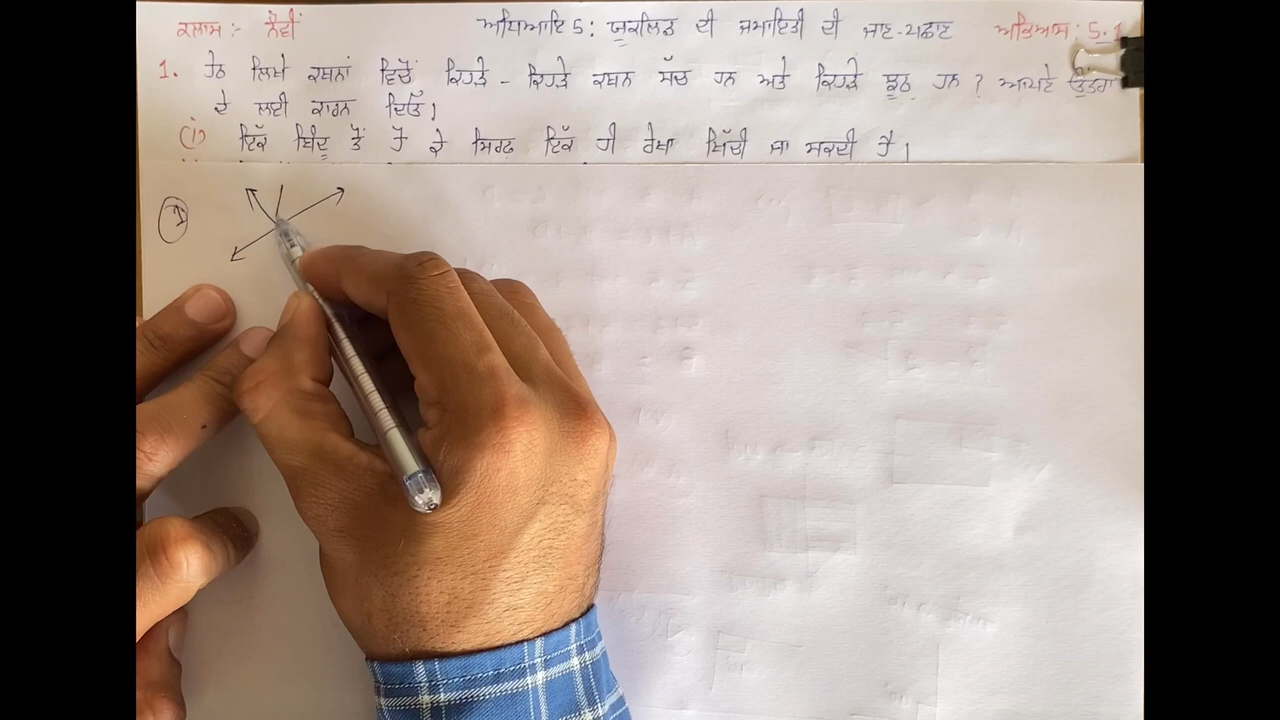 ਕਲਾਸ :- ਨੌਵੀਂ ਅਧਿਆਇ 5: ਯੂਕਲਿਡ ਦੀ ਜਮਾਇਤੀ ਦੀ ਜਾਣ-ਪਛਾਣ ਅਭਿਆਸ : 5.1
1. ਹੇਠ ਲਿਖੇ ਕਥਨਾਂ ਵਿਚੋਂ ਕਿਹੜੇ - ਕਿਹੜੇ ਕਥਨ ਸੱਚ ਹਨ ਅਤੇ ਕਿਹੜੇ ਝੂਠ ਹਨ ? ਆਪਣੇ ਉੱਤਰਾਂ
ਦੇ ਲਈ ਕਾਰਨ ਦਿਓ।
(i) ਇੱਕ ਬਿੰਦੂ ਤੋਂ ਹੋ ਕੇ ਸਿਰਫ ਇੱਕ ਹੀ ਰੇਖਾ ਖਿੱਚੀ ਜਾ ਸਕਦੀ ਹੈ।